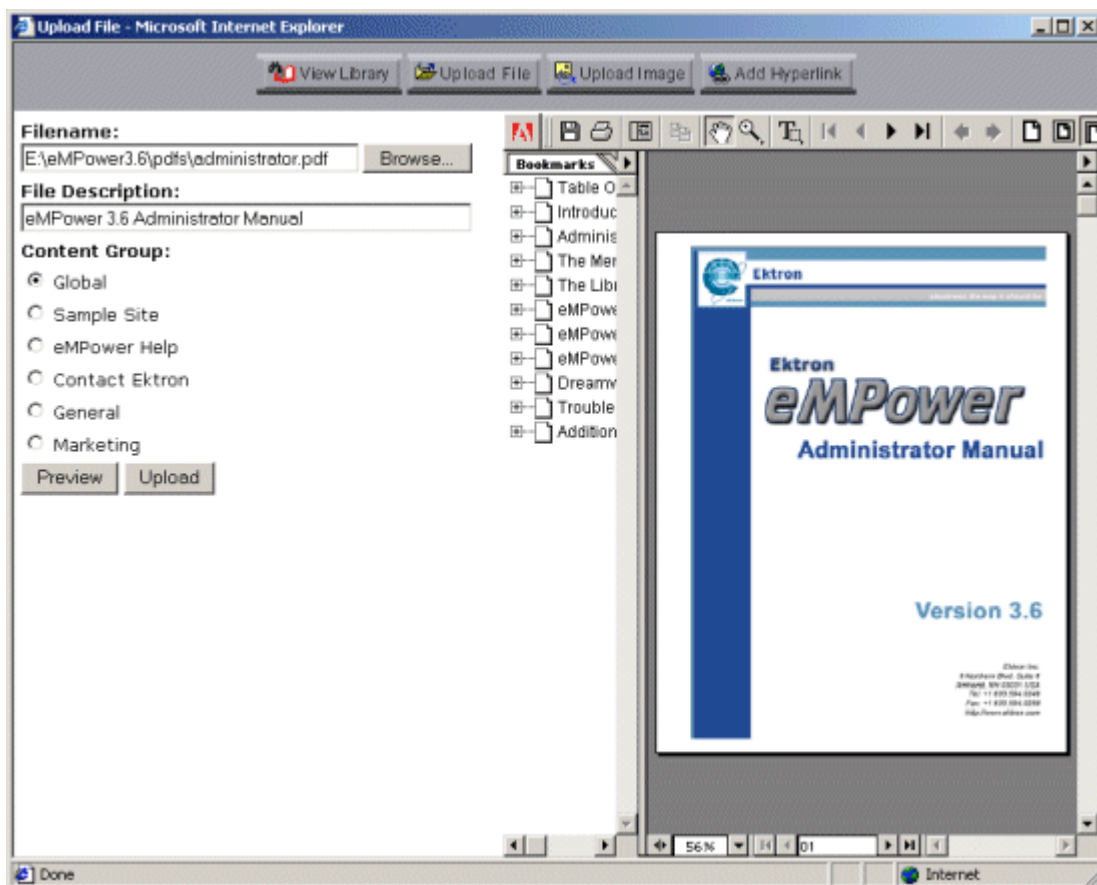 Upload File - Microsoft Internet Explorer
View Library Upload File Upload Image Add Hyperlink
Filename:
E:\eMPower3.6\pdfs\administrator.pdf Browse...
File Description:
eMPower 3.6 Administrator Manual
Content Group:
Global
Sample Site
eMPower Help
Contact Ektron
General
Marketing
Preview Upload
Bookmarks
Table O
Introduc
Adminis
The Mer
The Libr
eMPowe
eMPowe
eMPowe
Dreamw
Trouble
Addition
Ektron
Ektron
eMPower
Administrator Manual
Version 3.6
Ektron Inc.
56% 01
Done Internet